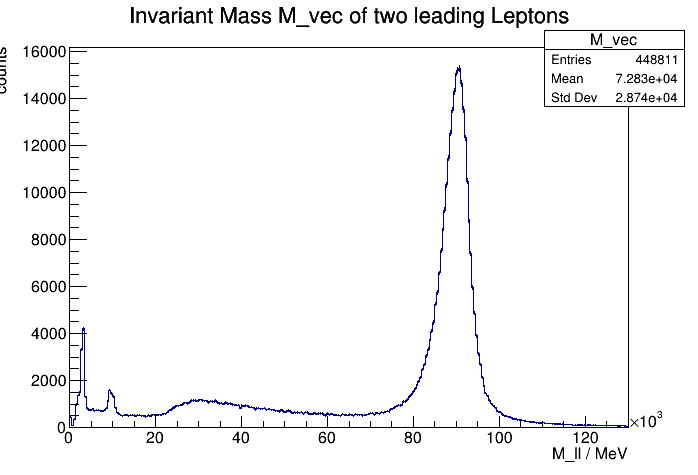 Invariant Mass M_vec of two leading Leptons
M_vec
Entries 448811
Mean 7.283e+04
Std Dev 2.874e+04
counts
16000
14000
12000
10000
8000
6000
4000
2000
0
0 20 40 60 80 100 120
×10³
M_ll / MeV